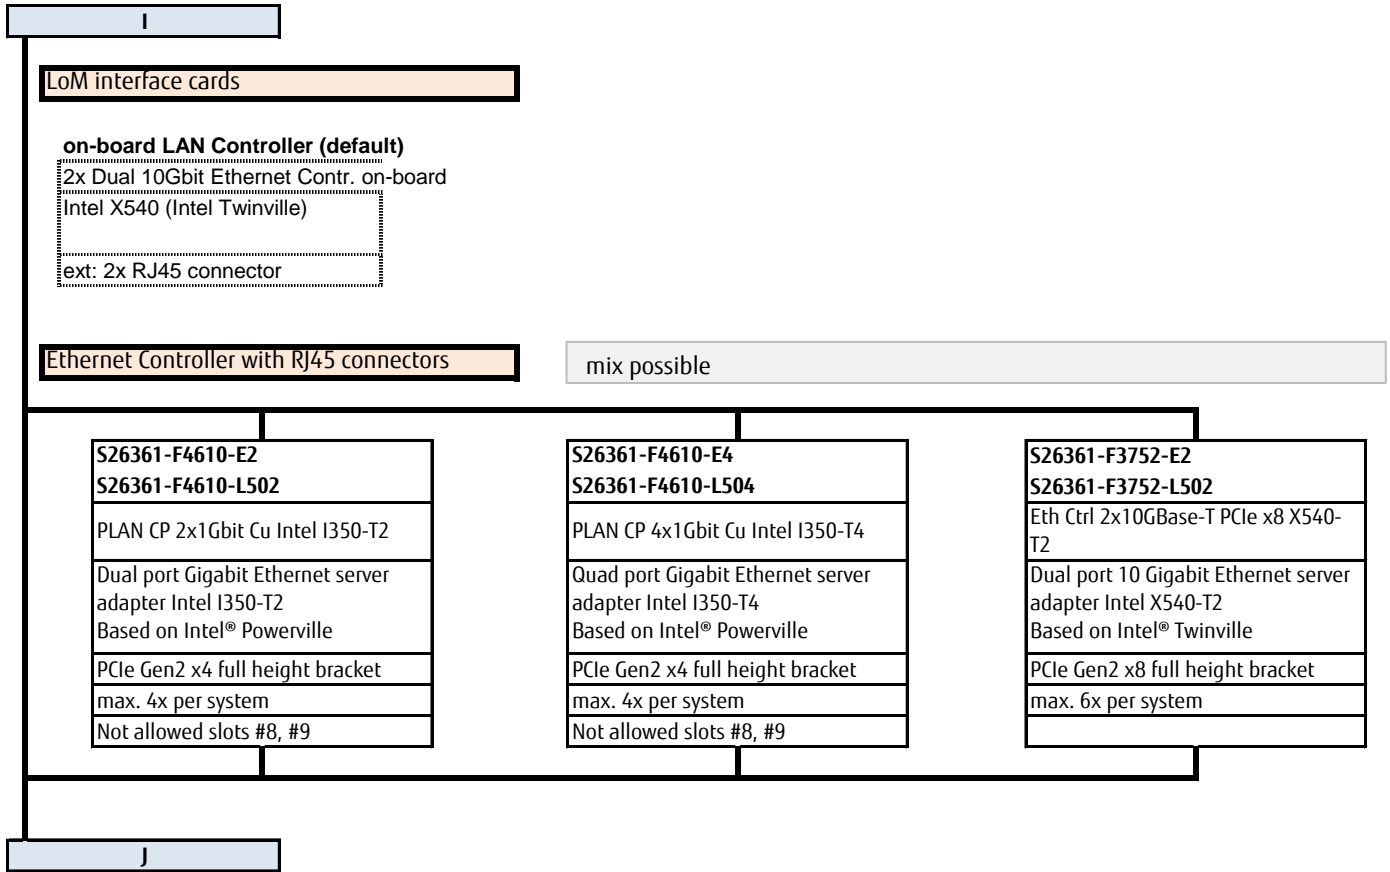 I
LoM interface cards
on-board LAN Controller (default)
2x Dual 10Gbit Ethernet Contr. on-board
Intel X540 (Intel Twinville)
ext: 2x RJ45 connector
Ethernet Controller with RJ45 connectors
mix possible
S26361-F4610-E2
S26361-F4610-L502
PLAN CP 2x1Gbit Cu Intel I350-T2
Dual port Gigabit Ethernet server
adapter Intel I350-T2
Based on Intel® Powerville
PCIe Gen2 x4 full height bracket
max. 4x per system
Not allowed slots #8, #9
S26361-F4610-E4
S26361-F4610-L504
PLAN CP 4x1Gbit Cu Intel I350-T4
Quad port Gigabit Ethernet server
adapter Intel I350-T4
Based on Intel® Powerville
PCIe Gen2 x4 full height bracket
max. 4x per system
Not allowed slots #8, #9
S26361-F3752-E2
S26361-F3752-L502
Eth Ctrl 2x10GBase-T PCIe x8 X540-
T2
Dual port 10 Gigabit Ethernet server
adapter Intel X540-T2
Based on Intel® Twinville
PCIe Gen2 x8 full height bracket
max. 6x per system
J